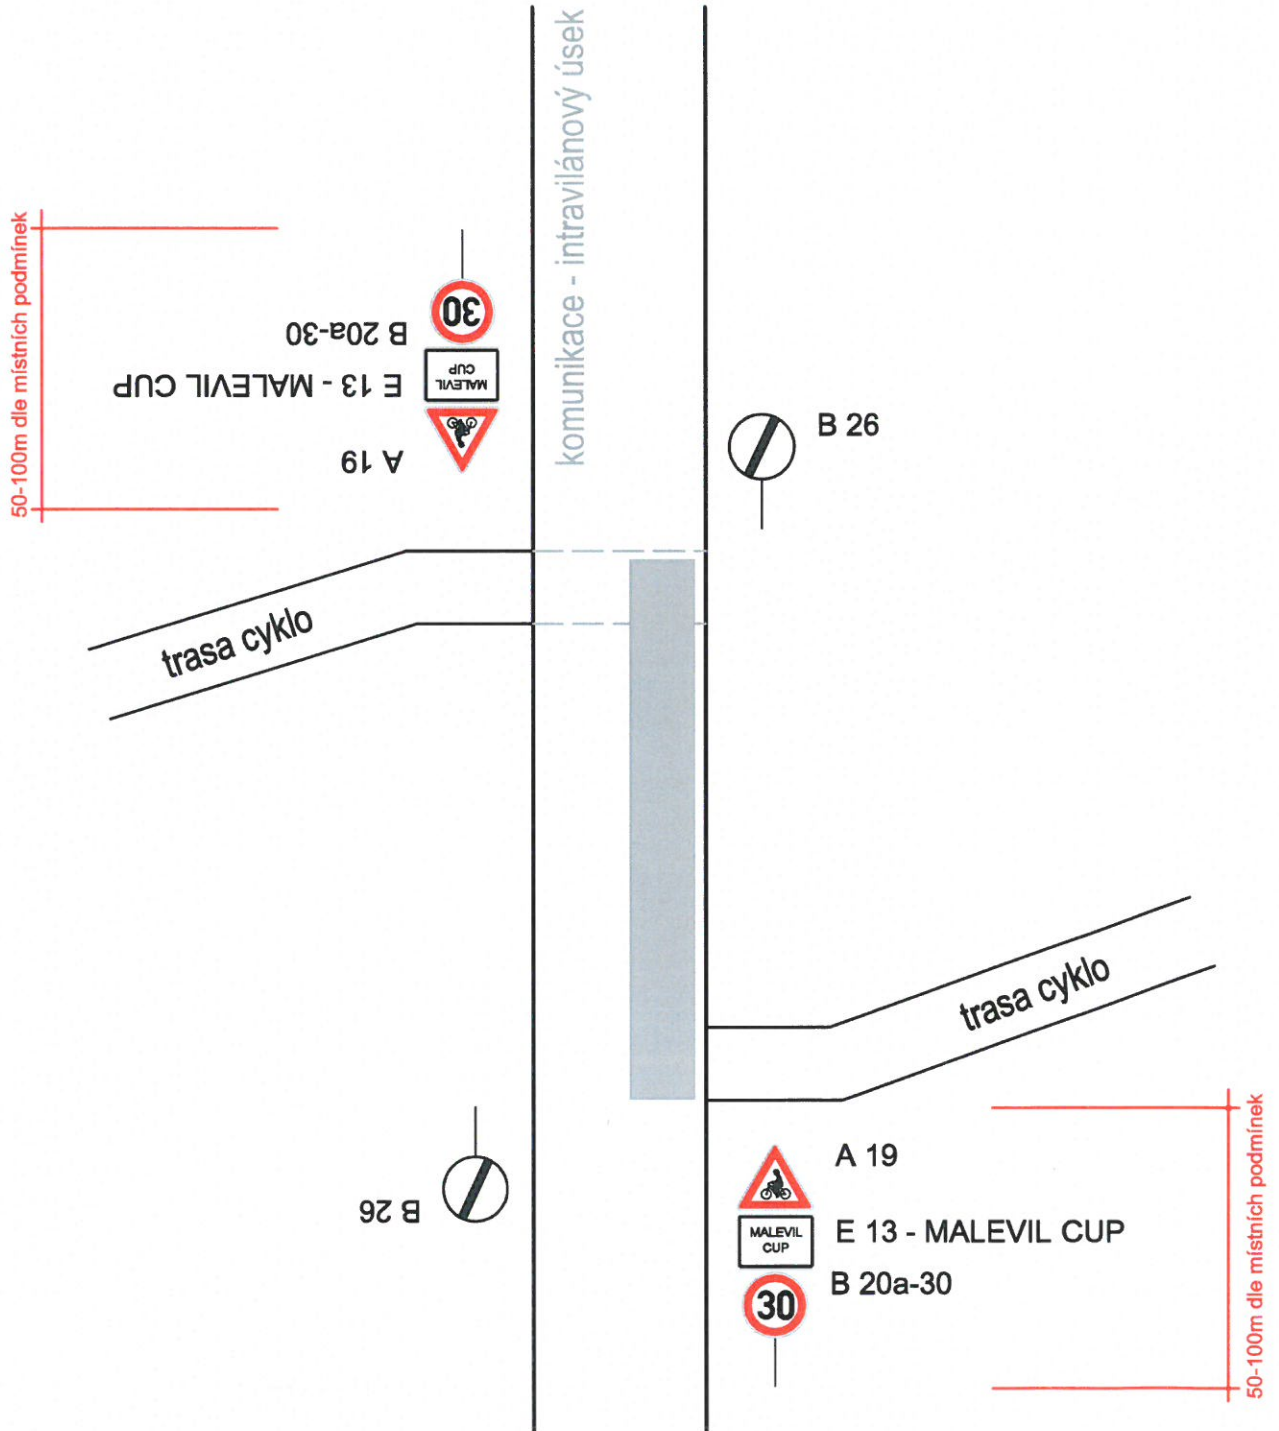 komunikace - intravilánový úsek
50-100m dle místních podmínek
30
B 20a-30
MALEVIL
CUP
E 13 - MALEVIL CUP
A 19
B 26
trasa cyklo
trasa cyklo
B 26
A 19
MALEVIL
CUP
E 13 - MALEVIL CUP
30
B 20a-30
50-100m dle místních podmínek